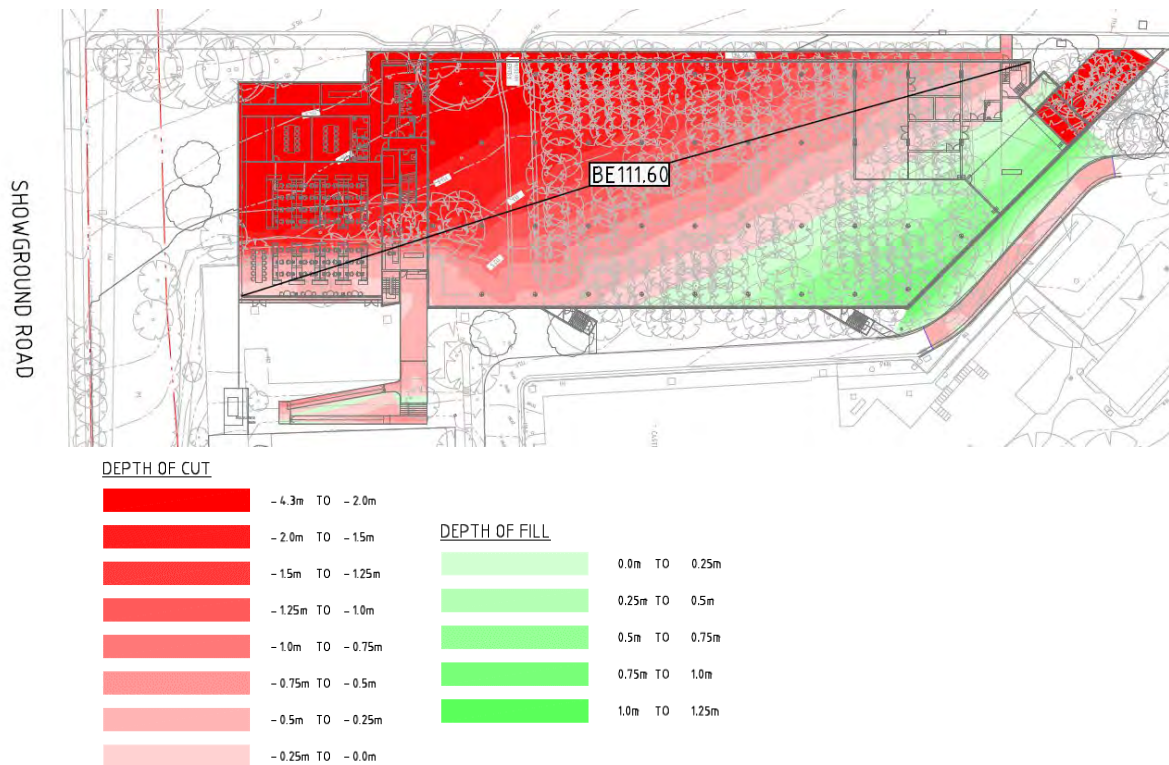 SHOWGROUND ROAD
BE111.60
DEPTH OF CUT
- 4.3m TO - 2.0m
- 2.0m TO - 1.5m
- 1.5m TO - 1.25m
- 1.25m TO - 1.0m
- 1.0m TO - 0.75m
- 0.75m TO - 0.5m
- 0.5m TO - 0.25m
- 0.25m TO - 0.0m
DEPTH OF FILL
0.0m TO 0.25m
0.25m TO 0.5m
0.5m TO 0.75m
0.75m TO 1.0m
1.0m TO 1.25m